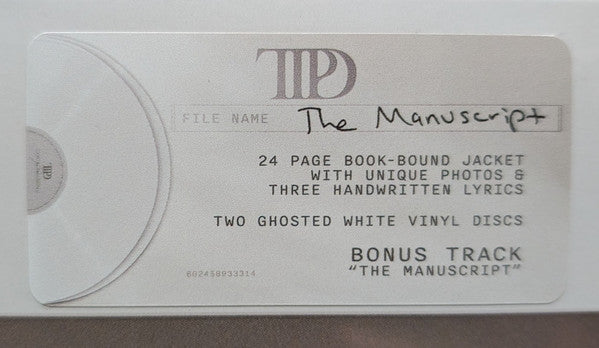 TTPD
FILE NAME The Manuscript
24 PAGE BOOK-BOUND JACKET
WITH UNIQUE PHOTOS &
THREE HANDWRITTEN LYRICS
TWO GHOSTED WHITE VINYL DISCS
BONUS TRACK
"THE MANUSCRIPT"
602458933314
TTPD